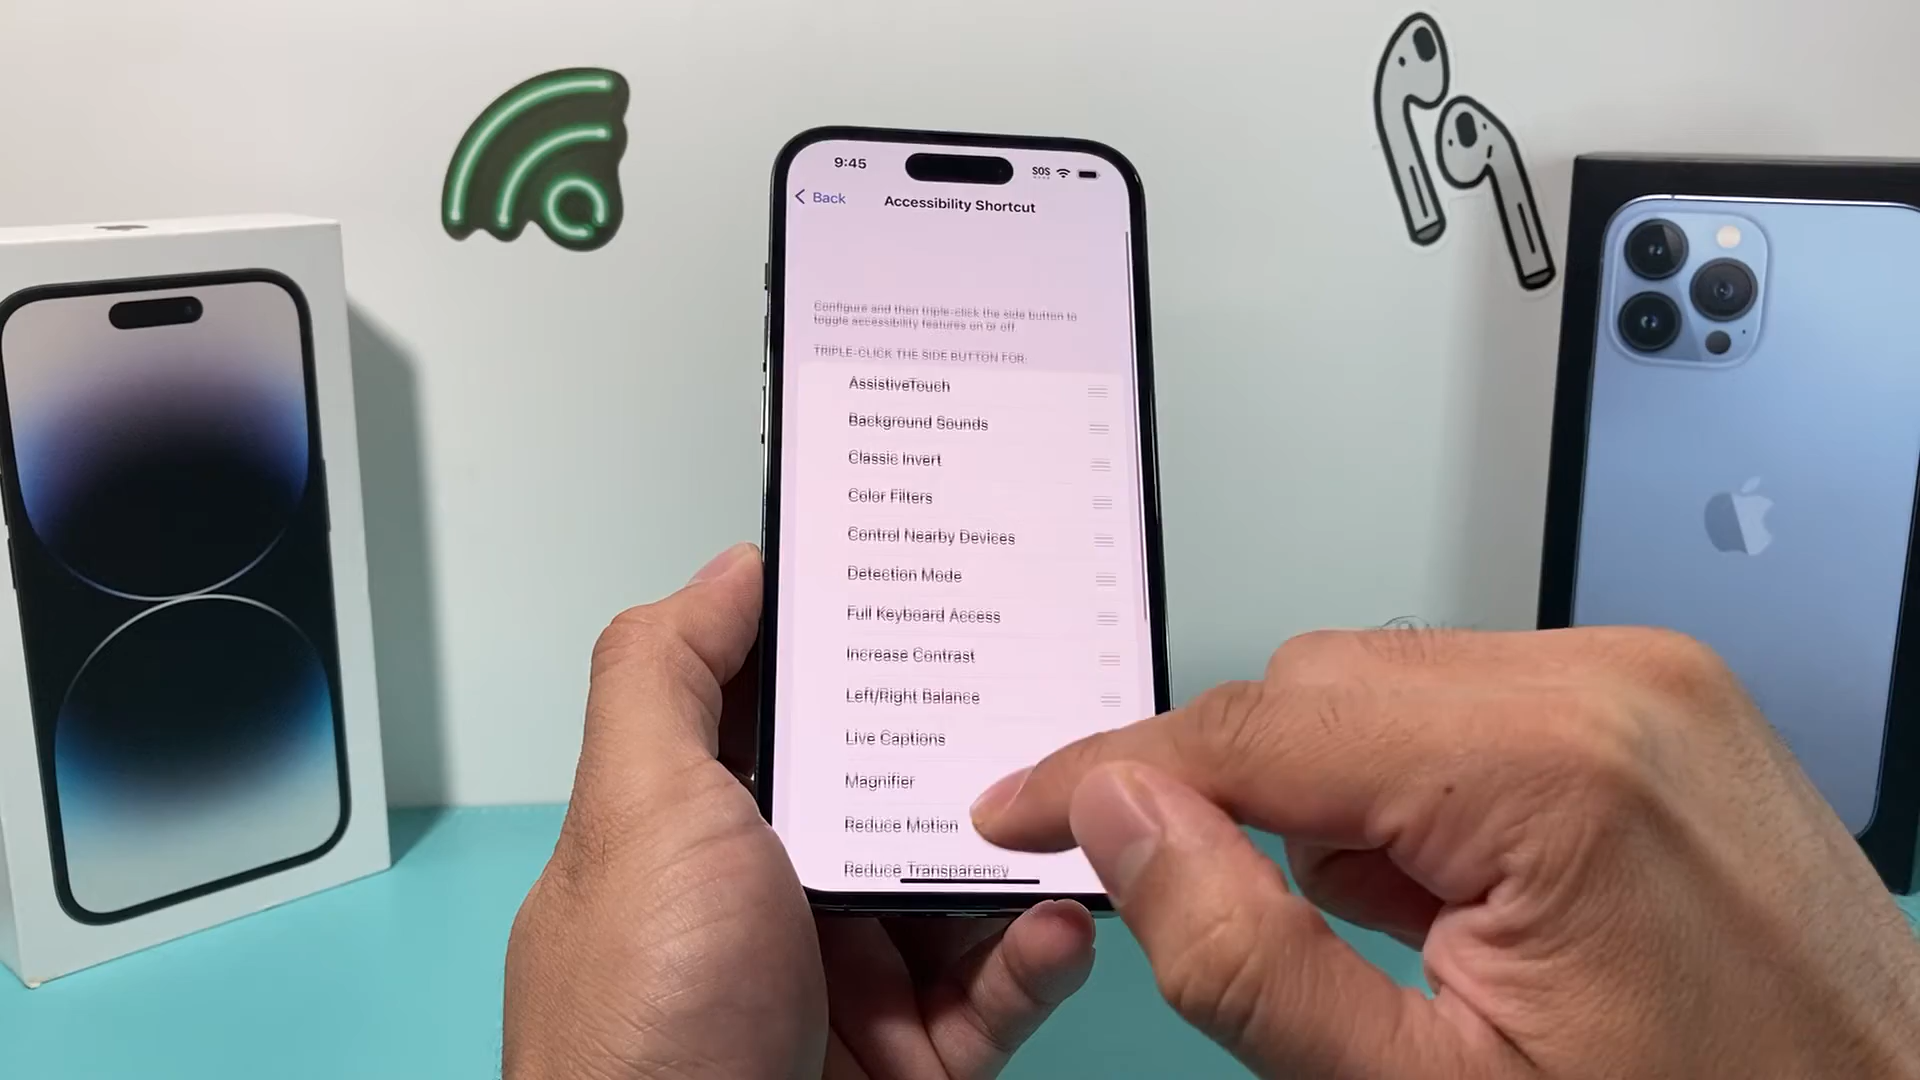 9:45
SOS
Back
Accessibility Shortcut
Configure and then triple-click the side button to
toggle accessibility features on or off.
TRIPLE-CLICK THE SIDE BUTTON FOR:
AssistiveTouch
Background Sounds
Classic Invert
Color Filters
Control Nearby Devices
Detection Mode
Full Keyboard Access
Increase Contrast
Left/Right Balance
Live Captions
Magnifier
Reduce Motion
Reduce Transparency